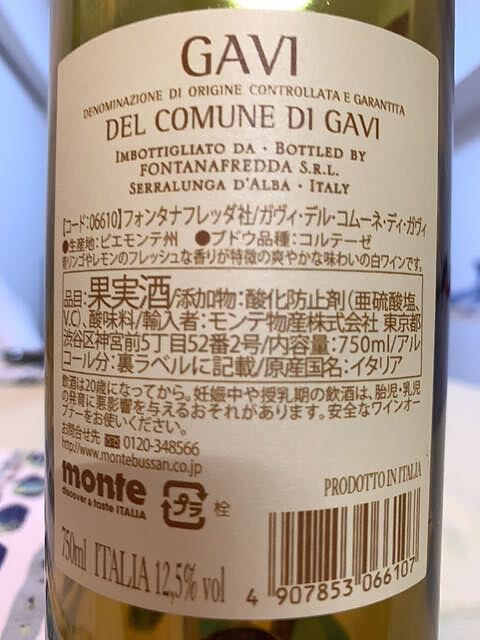 GAVI
DENOMINAZIONE DI ORIGINE CONTROLLATA E GARANTITA
DEL COMUNE DI GAVI
IMBOTTIGLIATO DA · BOTTLED BY
FONTANAFREDDA S.R.L.
SERRALUNGA D'ALBA · ITALY
【コード:06610】フォンタナフレッダ社/ガヴィ・デル・コムーネ・ディ・ガヴィ
●生産地:ピエモンテ州 ●ブドウ品種:コルテーゼ
青リンゴやレモンのフレッシュな香りが特徴の爽やかな味わいの白ワインです。
品目:果実酒/添加物:酸化防止剤(亜硫酸塩、
V.C)、酸味料/輸入者:モンテ物産株式会社 東京都
渋谷区神宮前5丁目52番2号/内容量:750ml/アル
コール分:裏ラベルに記載/原産国名:イタリア
飲酒は20歳になってから。妊娠中や授乳期の飲酒は、胎児・乳児
の発育に悪影響を与えるおそれがあります。安全なワインオー
プナーをお使いください。
お問合せ先 0120-348566
http://www.montebussan.co.jp
monte
discover & taste ITALIA
プラ 栓
PRODOTTO IN ITALIA
750ml ITALIA 12,5% vol
4 907853 066107